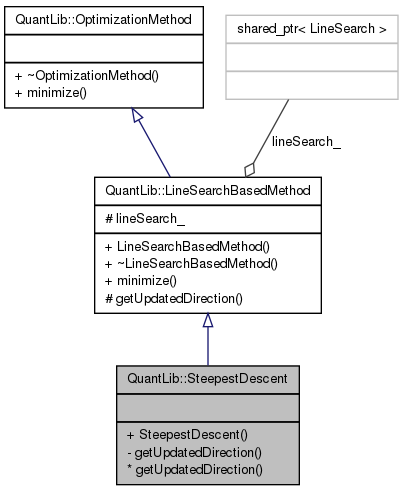 QuantLib::OptimizationMethod
+ ~OptimizationMethod()
+ minimize()
shared_ptr< LineSearch >
lineSearch_
QuantLib::LineSearchBasedMethod
# lineSearch_
+ LineSearchBasedMethod()
+ ~LineSearchBasedMethod()
+ minimize()
# getUpdatedDirection()
QuantLib::SteepestDescent
+ SteepestDescent()
- getUpdatedDirection()
* getUpdatedDirection()